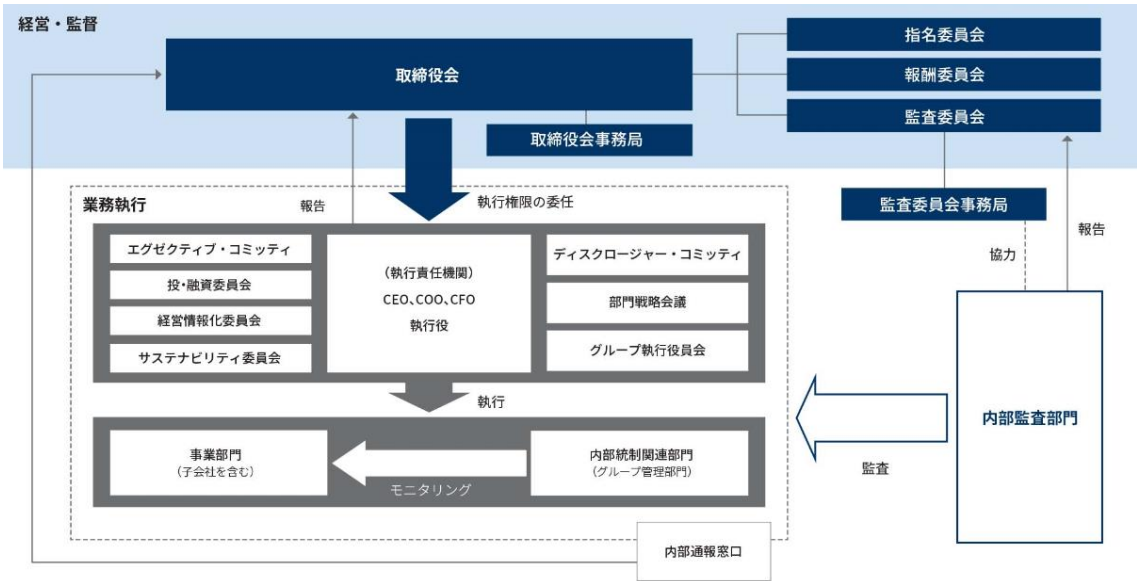 経営・監督
取締役会
指名委員会
報酬委員会
監査委員会
取締役会事務局
監査委員会事務局
業務執行
報告
執行権限の委任
協力
報告
エグゼクティブ・コミッティ
投・融資委員会
経営情報化委員会
サステナビリティ委員会
(執行責任機関)
CEO、COO、CFO
執行役
ディスクロージャー・コミッティ
部門戦略会議
グループ執行役員会
執行
内部監査部門
監査
事業部門
(子会社を含む)
モニタリング
内部統制関連部門
(グループ管理部門)
内部通報窓口